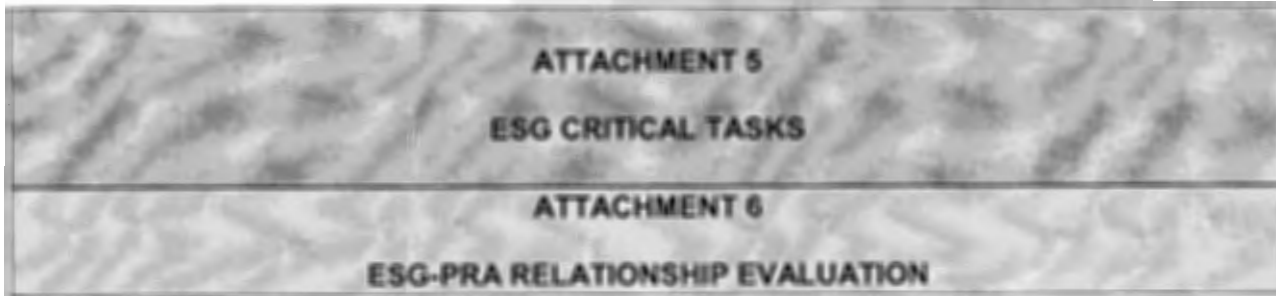 ATTACHMENT 5
ESG CRITICAL TASKS
ATTACHMENT 6
ESG-PRA RELATIONSHIP EVALUATION